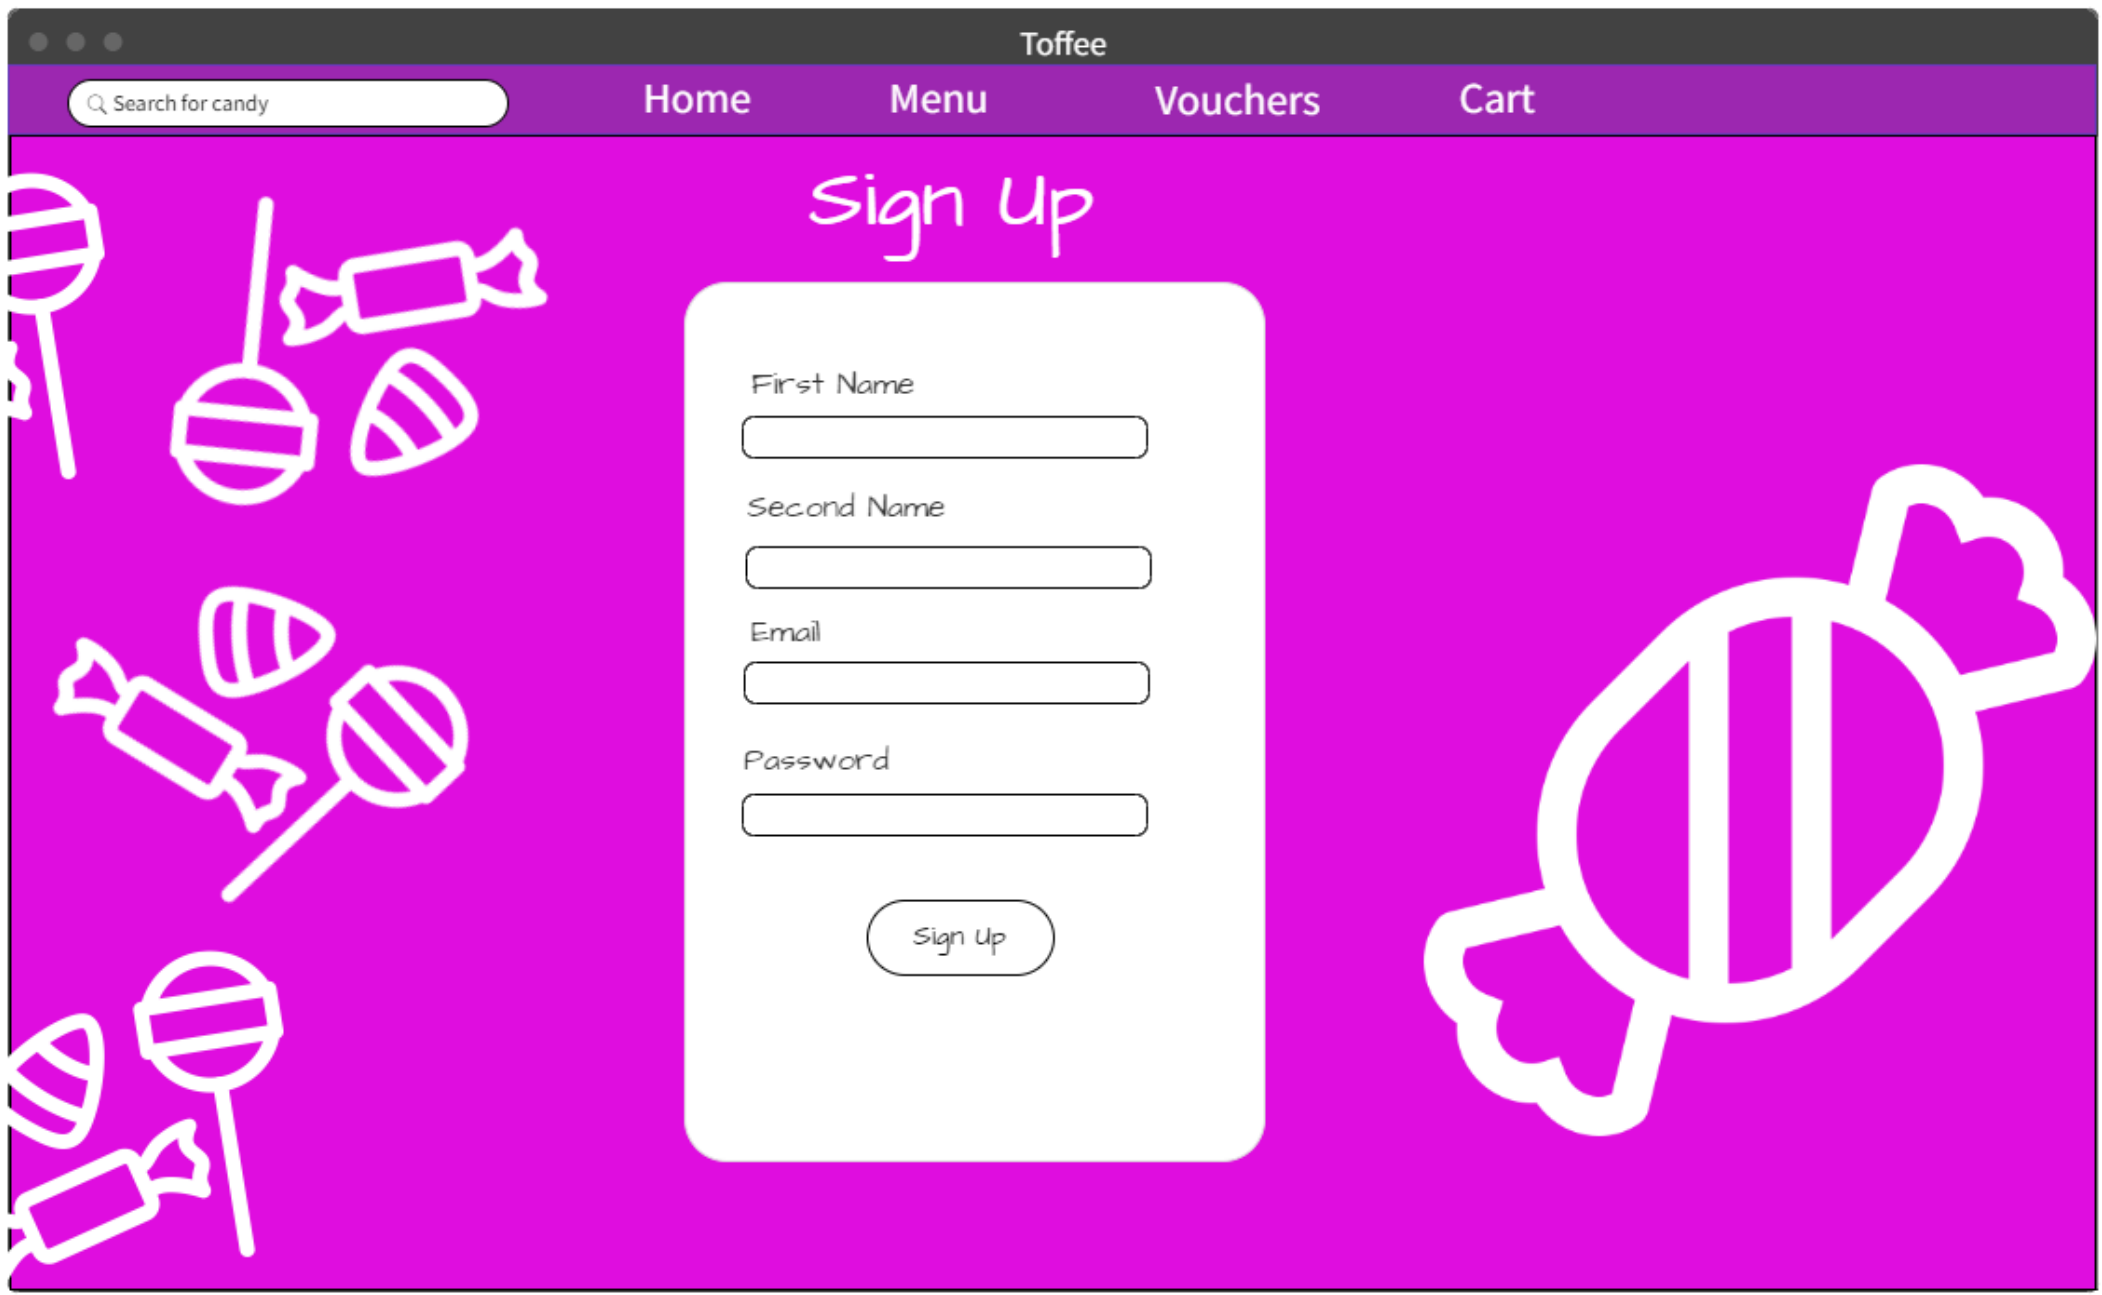 Toffee
Search for candy
Home Menu Vouchers Cart
Sign Up
First Name
Second Name
Email
Password
Sign Up